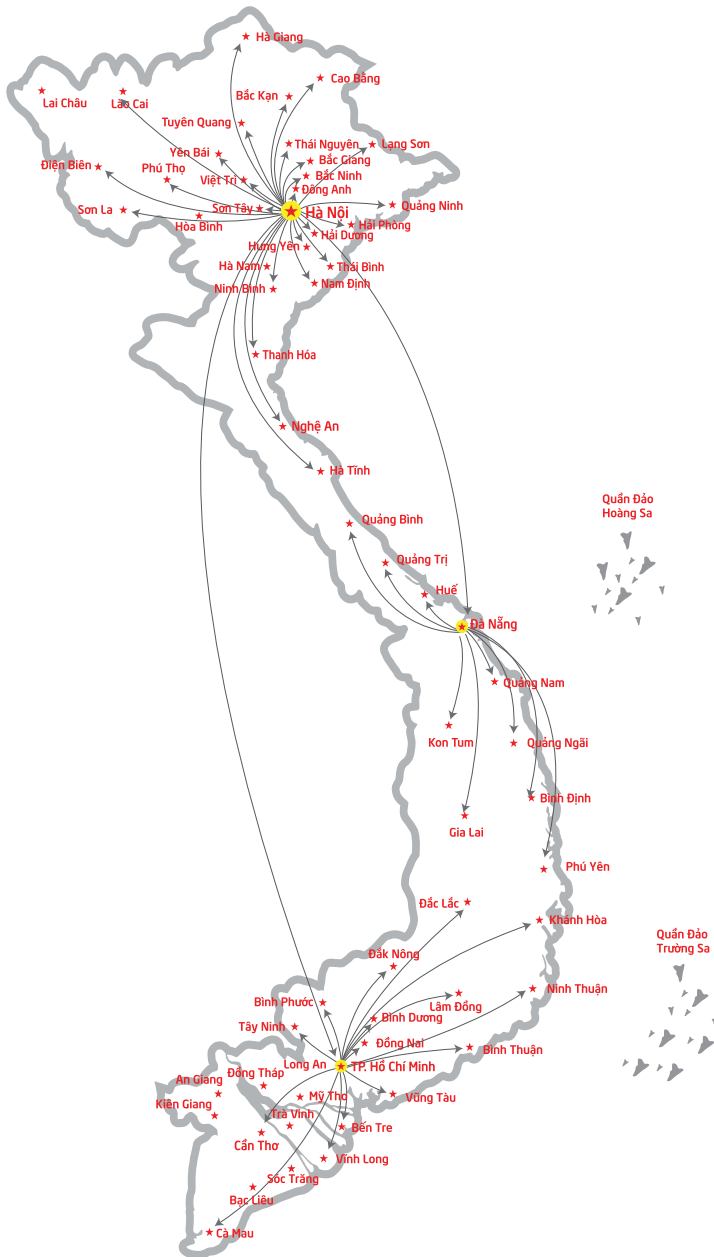 Hà Giang
Cao Bằng
Lai Châu
Lào Cai
Bắc Kạn
Tuyên Quang
Thái Nguyên
Lạng Sơn
Yên Bái
Bắc Giang
Điện Biên
Phú Thọ
Việt Trì
Bắc Ninh
Đông Anh
Sơn La
Sơn Tây
Hà Nội
Quảng Ninh
Hòa Bình
Hải Phòng
Hải Dương
Hưng Yên
Hà Nam
Thái Bình
Ninh Bình
Nam Định
Thanh Hóa
Nghệ An
Hà Tĩnh
Quần Đảo
Hoàng Sa
Quảng Bình
Quảng Trị
Huế
Đà Nẵng
Quảng Nam
Kon Tum
Quảng Ngãi
Bình Định
Gia Lai
Phú Yên
Đắc Lắc
Khánh Hòa
Quần Đảo
Trường Sa
Đắk Nông
Ninh Thuận
Bình Phước
Lâm Đồng
Bình Dương
Tây Ninh
Đồng Nai
Bình Thuận
Long An
TP. Hồ Chí Minh
An Giang
Đồng Tháp
Mỹ Tho
Vũng Tàu
Kiên Giang
Trà Vinh
Bến Tre
Cần Thơ
Vĩnh Long
Sóc Trăng
Bạc Liêu
Cà Mau